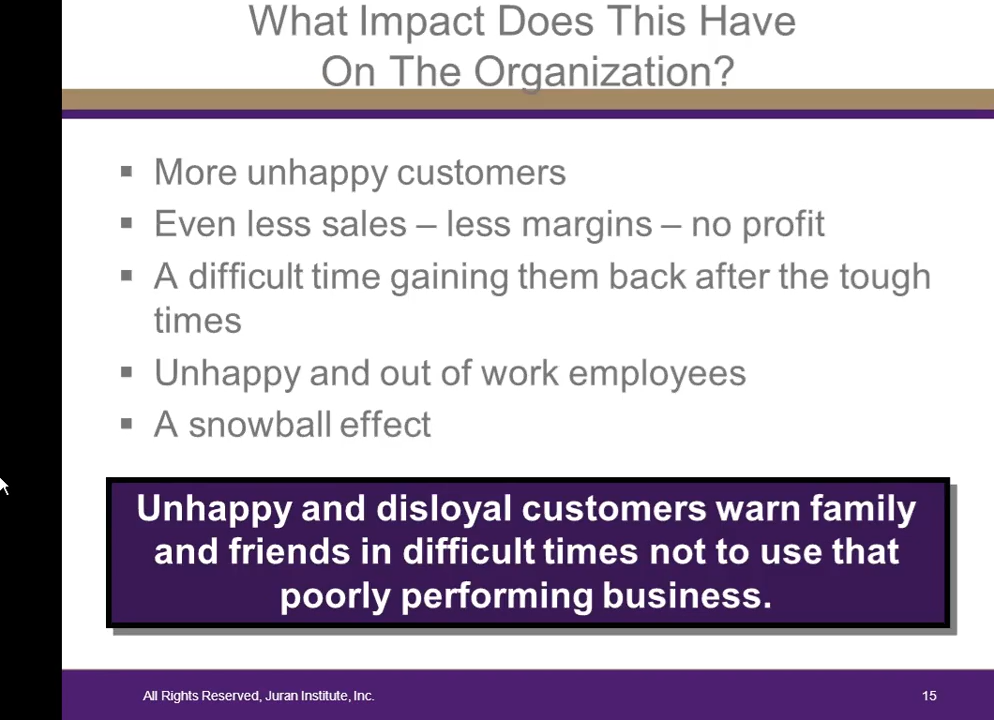 What Impact Does This Have
On The Organization?
▪ More unhappy customers
▪ Even less sales – less margins – no profit
▪ A difficult time gaining them back after the tough
times
▪ Unhappy and out of work employees
▪ A snowball effect
Unhappy and disloyal customers warn family
and friends in difficult times not to use that
poorly performing business.
All Rights Reserved, Juran Institute, Inc.
15